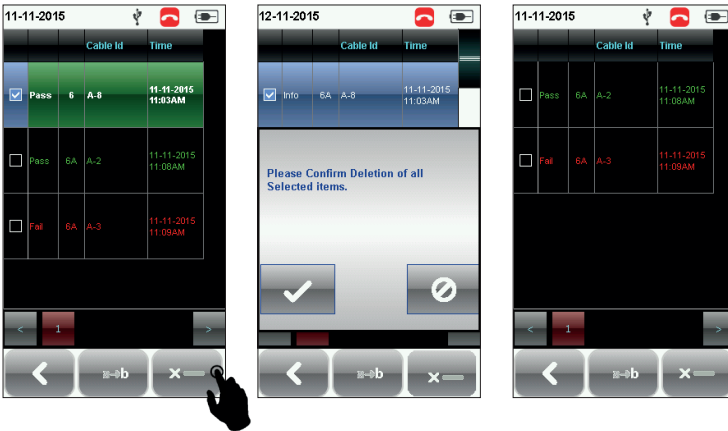 11-11-2015
Cable Id Time
Pass 6 A-8 11-11-2015
11:03AM
Pass 6A A-2 11-11-2015
11:08AM
Fail 6A A-3 11-11-2015
11:09AM
< 1 >
b
12-11-2015
Cable Id Time
Info 6A A-8 11-11-2015
11:03AM
Please Confirm Deletion of all
Selected items.
b
11-11-2015
Cable Id Time
Pass 6A A-2 11-11-2015
11:08AM
Fail 6A A-3 11-11-2015
11:09AM
< 1 >
b